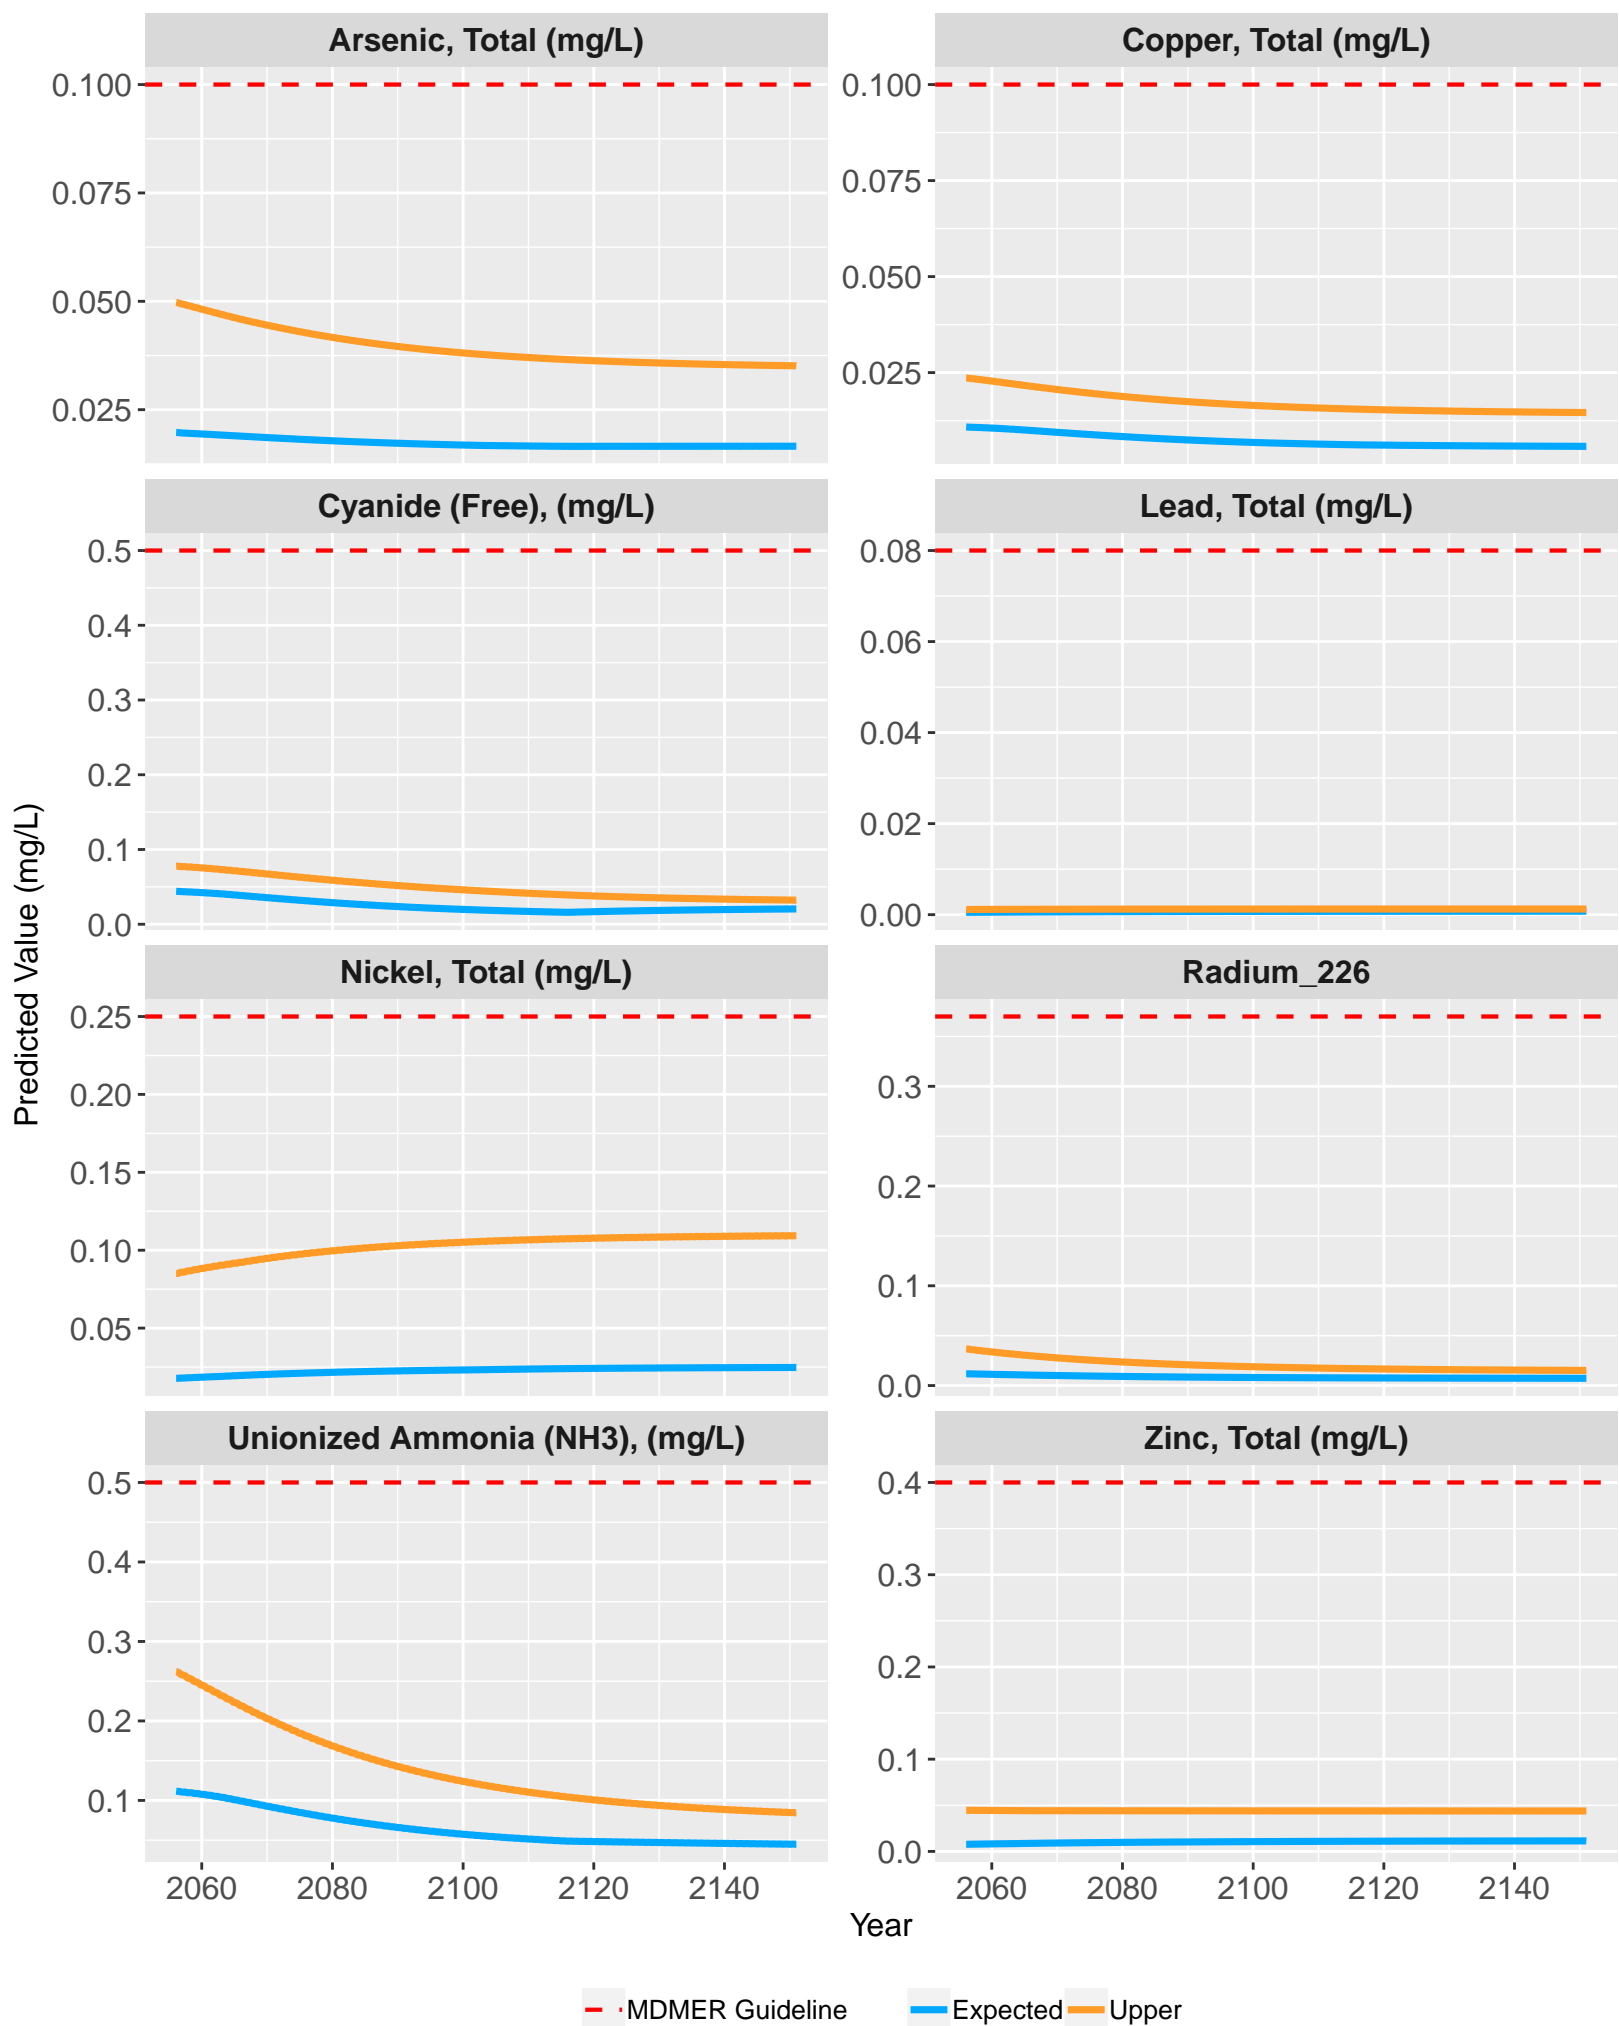 Arsenic, Total (mg/L)
Copper, Total (mg/L)
0.100
0.075
0.050
0.025
0.100
0.075
0.050
0.025
Cyanide (Free), (mg/L)
Lead, Total (mg/L)
0.5
0.4
0.3
0.2
0.1
0.0
0.08
0.06
0.04
0.02
0.00
Predicted Value (mg/L)
Nickel, Total (mg/L)
Radium_226
0.25
0.20
0.15
0.10
0.05
0.3
0.2
0.1
0.0
Unionized Ammonia (NH3), (mg/L)
Zinc, Total (mg/L)
0.5
0.4
0.3
0.2
0.1
0.4
0.3
0.2
0.1
0.0
2060 2080 2100 2120 2140
2060 2080 2100 2120 2140
Year
MDMER Guideline Expected Upper